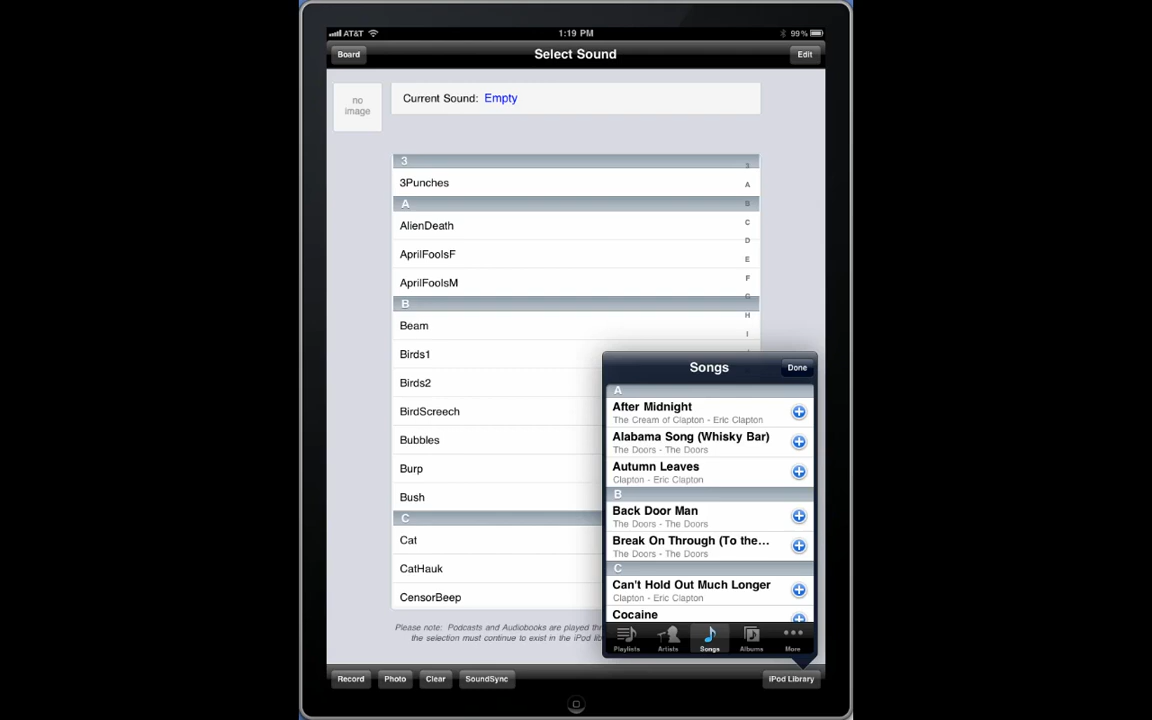 AT&T
1:19 PM
99%
Board
Select Sound
Edit
no
image
Current Sound: Empty
3
3Punches
A
AlienDeath
AprilFoolsF
AprilFoolsM
B
Beam
Birds1
Birds2
BirdScreech
Bubbles
Burp
Bush
C
Cat
CatHauk
CensorBeep
3
A
B
C
D
E
F
G
H
I
Please note: Podcasts and Audiobooks are played
the selection must continue to exist in the iPod
Songs
Done
A
After Midnight
The Cream of Clapton - Eric Clapton
Alabama Song (Whisky Bar)
The Doors - The Doors
Autumn Leaves
Clapton - Eric Clapton
B
Back Door Man
The Doors - The Doors
Break On Through (To the...
The Doors - The Doors
C
Can't Hold Out Much Longer
Clapton - Eric Clapton
Cocaine
Playlists
Artists
Songs
Albums
More
Record
Photo
Clear
SoundSync
iPod Library